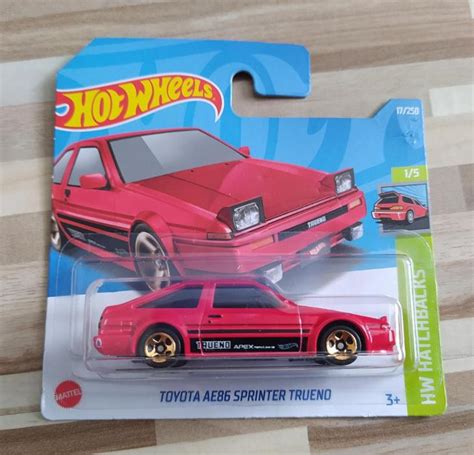 HOT WHEELS
17/250
1/5
TRUENO
HW HATCHBACKS
TRUENO APEX
MATTEL
TOYOTA AE86 SPRINTER TRUENO
3+